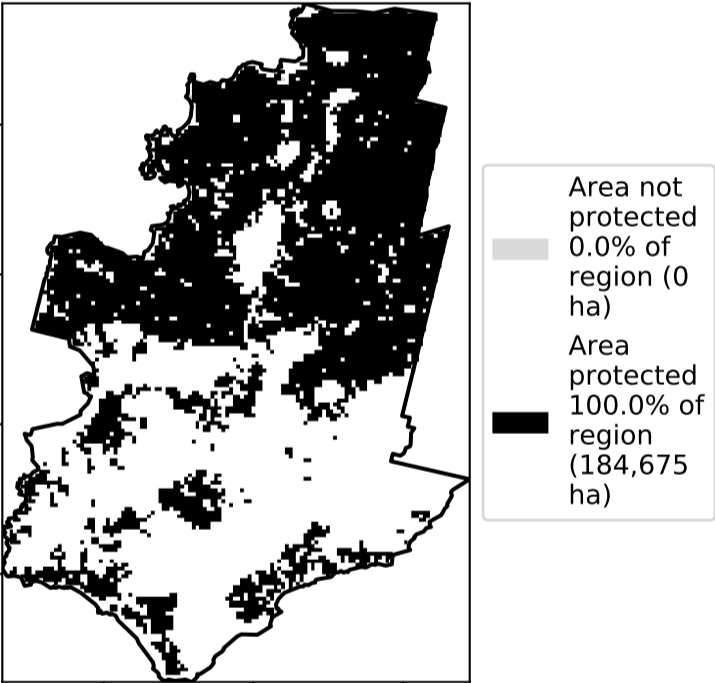 Area not
protected
0.0% of
region (0
ha)
Area
protected
100.0% of
region
(184,675
ha)